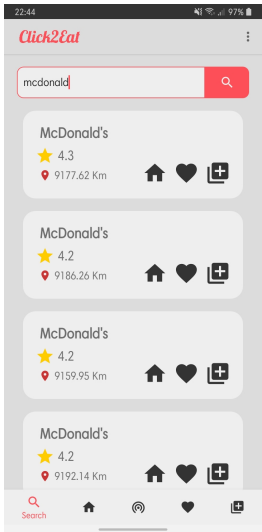 22:44
97%
Click2Eat
mcdonald
McDonald's
4.3
9177.62 Km
McDonald's
4.2
9186.26 Km
McDonald's
4.2
9159.95 Km
McDonald's
4.2
9192.14 Km
Search